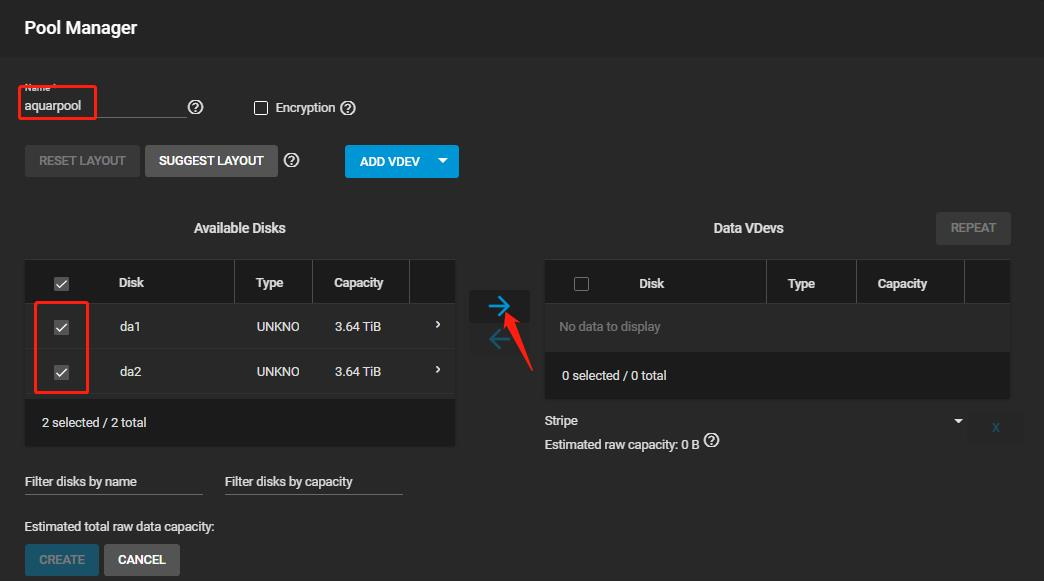 Pool Manager
Name *
aquarpool
Encryption
RESET LAYOUT SUGGEST LAYOUT ADD VDEV
Available Disks
Disk Type Capacity
da1 UNKNO 3.64 TiB
da2 UNKNO 3.64 TiB
2 selected / 2 total
Filter disks by name Filter disks by capacity
Data VDevs REPEAT
Disk Type Capacity
No data to display
0 selected / 0 total
Stripe X
Estimated raw capacity: 0 B
Estimated total raw data capacity:
CREATE CANCEL